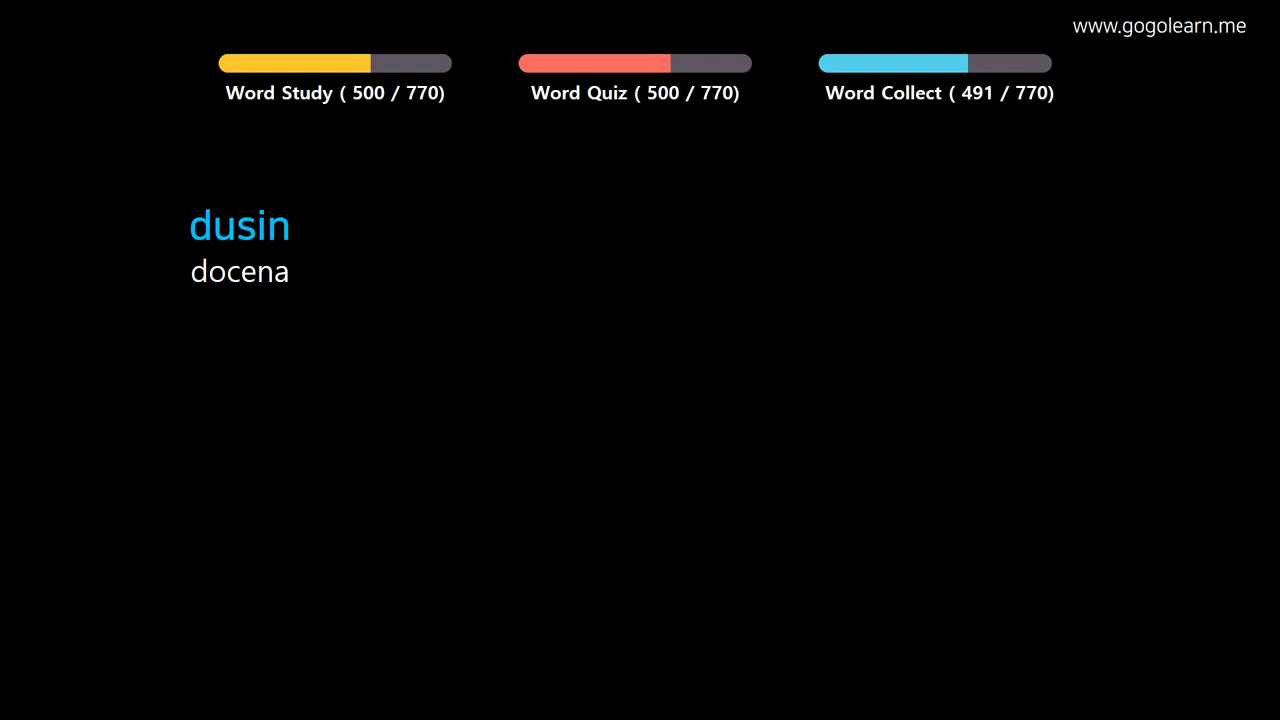 www.gogolearn.me
Word Study ( 500 / 770)
Word Quiz ( 500 / 770)
Word Collect ( 491 / 770)
dusin
docena